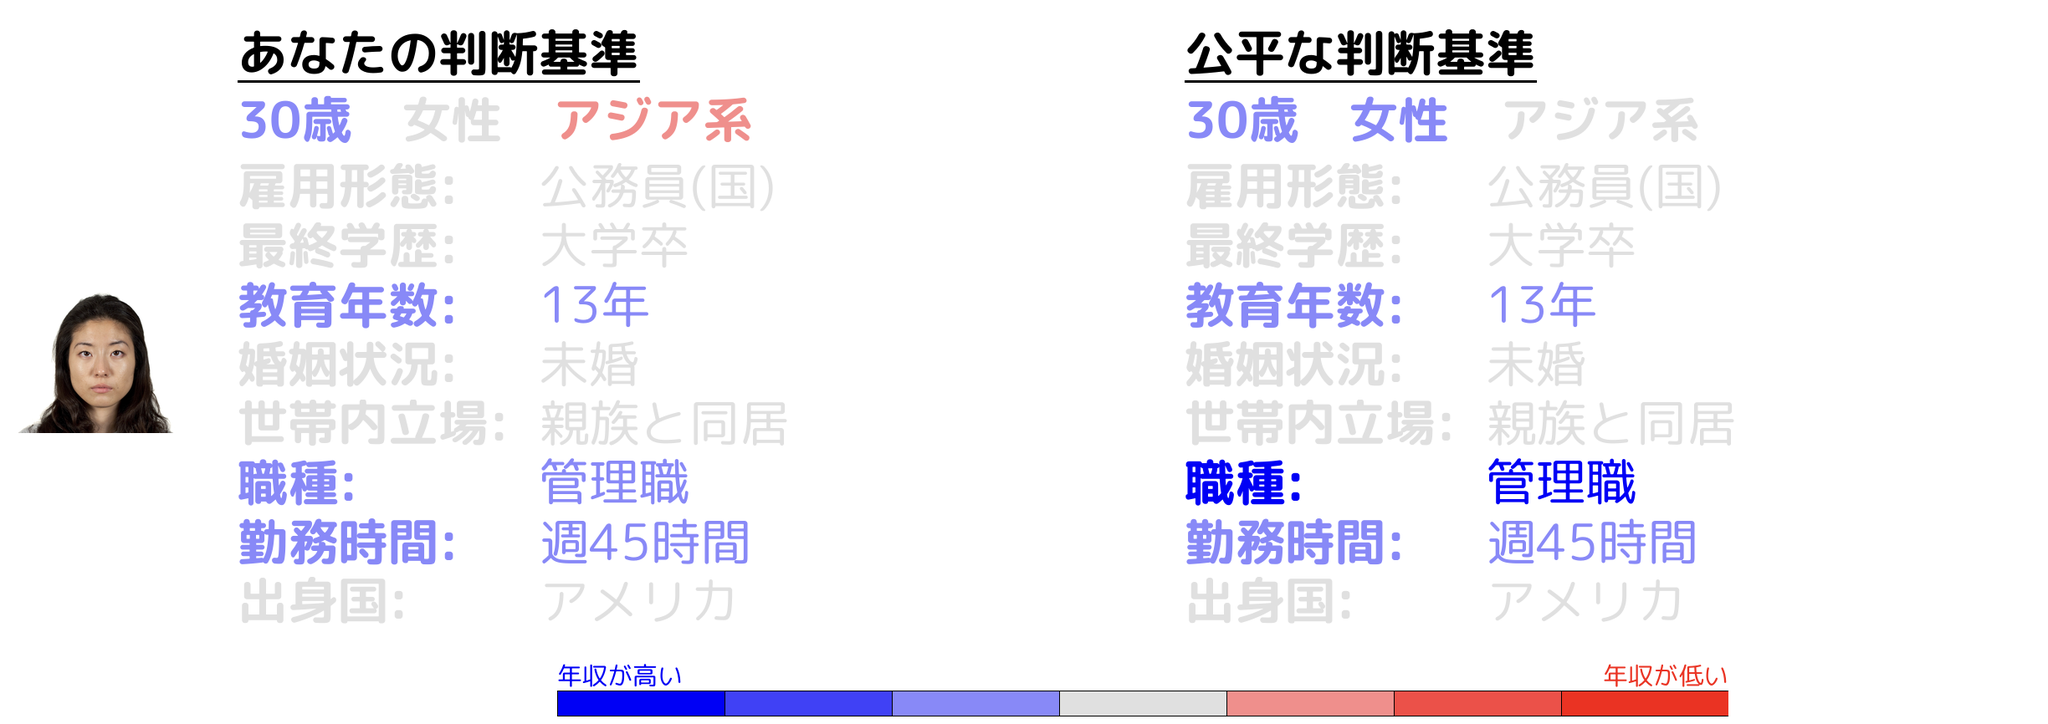 あなたの判断基準
30歳 女性 アジア系
雇用形態: 公務員(国)
最終学歴: 大学卒
教育年数: 13年
婚姻状況: 未婚
世帯内立場: 親族と同居
職種: 管理職
勤務時間: 週45時間
出身国: アメリカ
公平な判断基準
30歳 女性 アジア系
雇用形態: 公務員(国)
最終学歴: 大学卒
教育年数: 13年
婚姻状況: 未婚
世帯内立場: 親族と同居
職種: 管理職
勤務時間: 週45時間
出身国: アメリカ
年収が高い
年収が低い